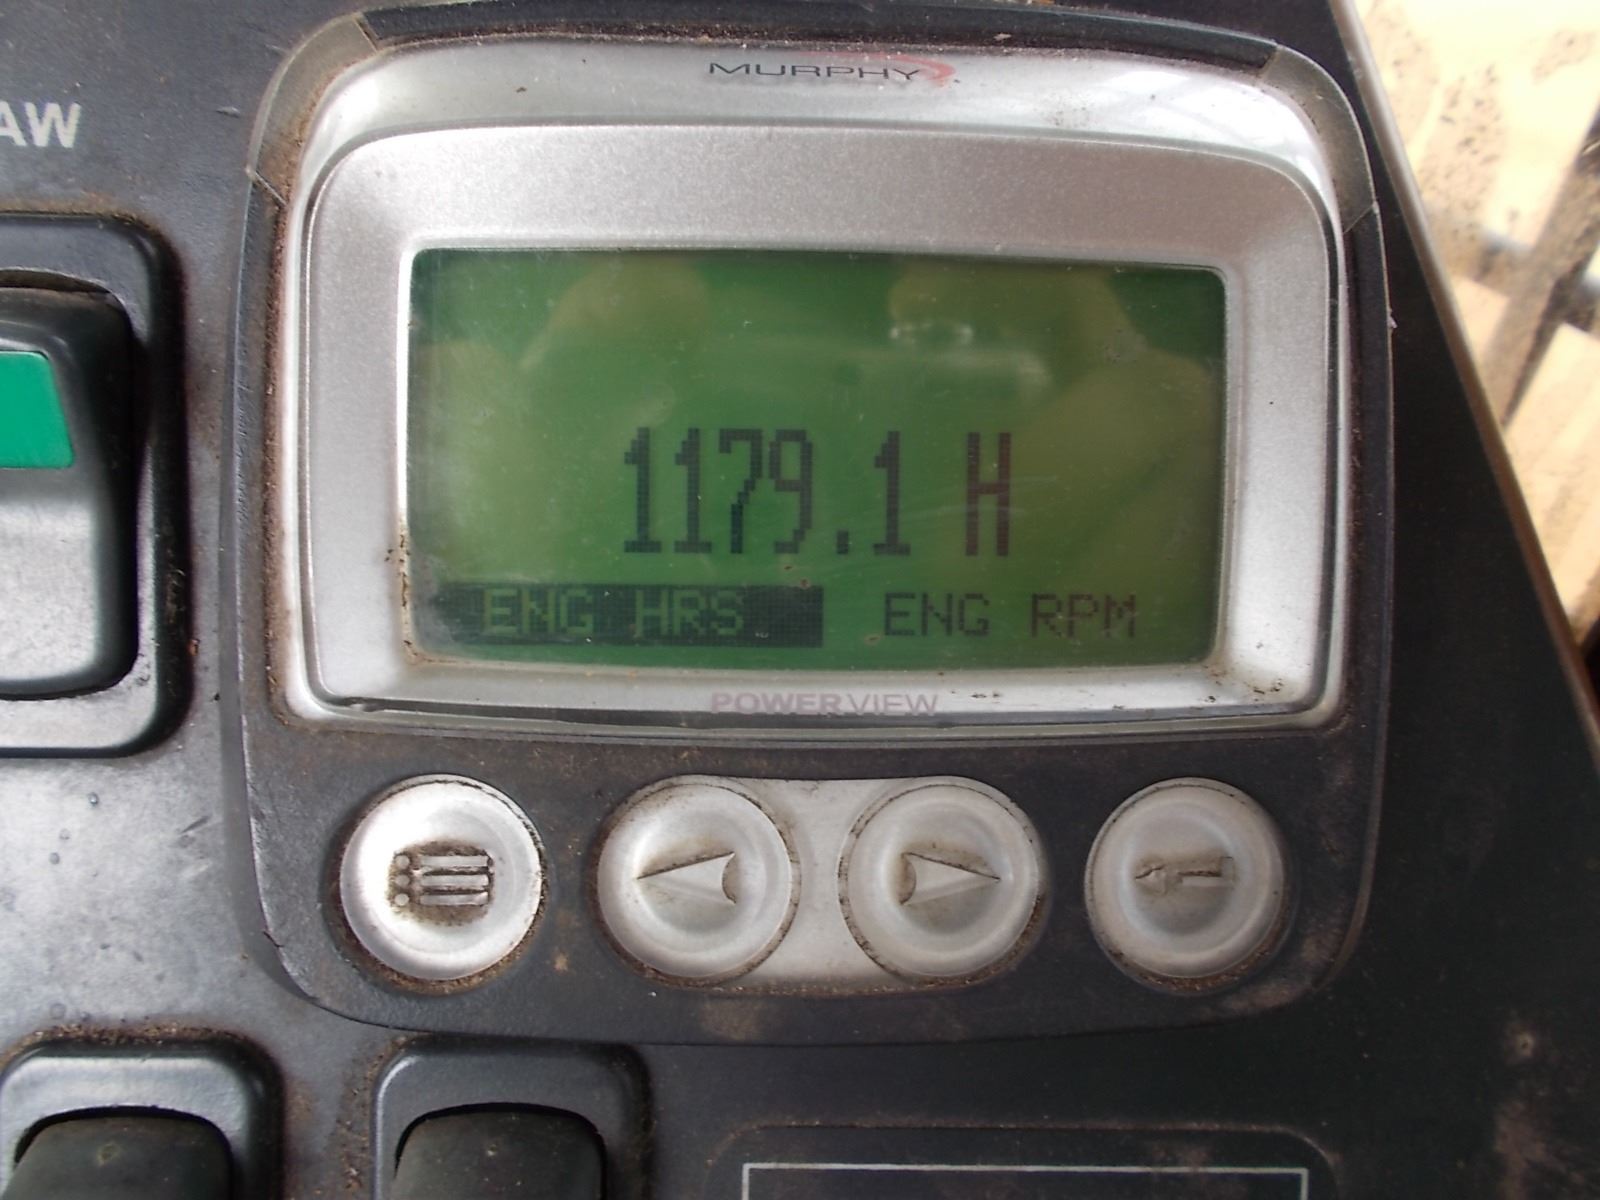 MURPHY
AW
1179.1 H
ENG HRS ENG RPM
POWERVIEW